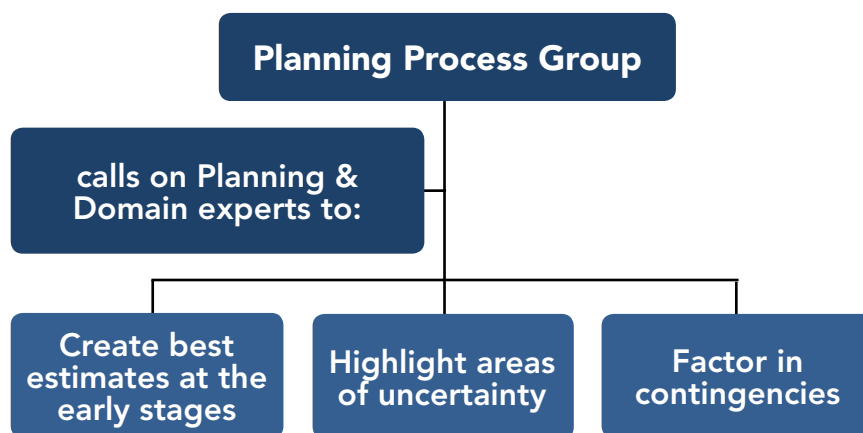 Planning Process Group
calls on Planning &
Domain experts to:
Create best
estimates at the
early stages
Highlight areas
of uncertainty
Factor in
contingencies